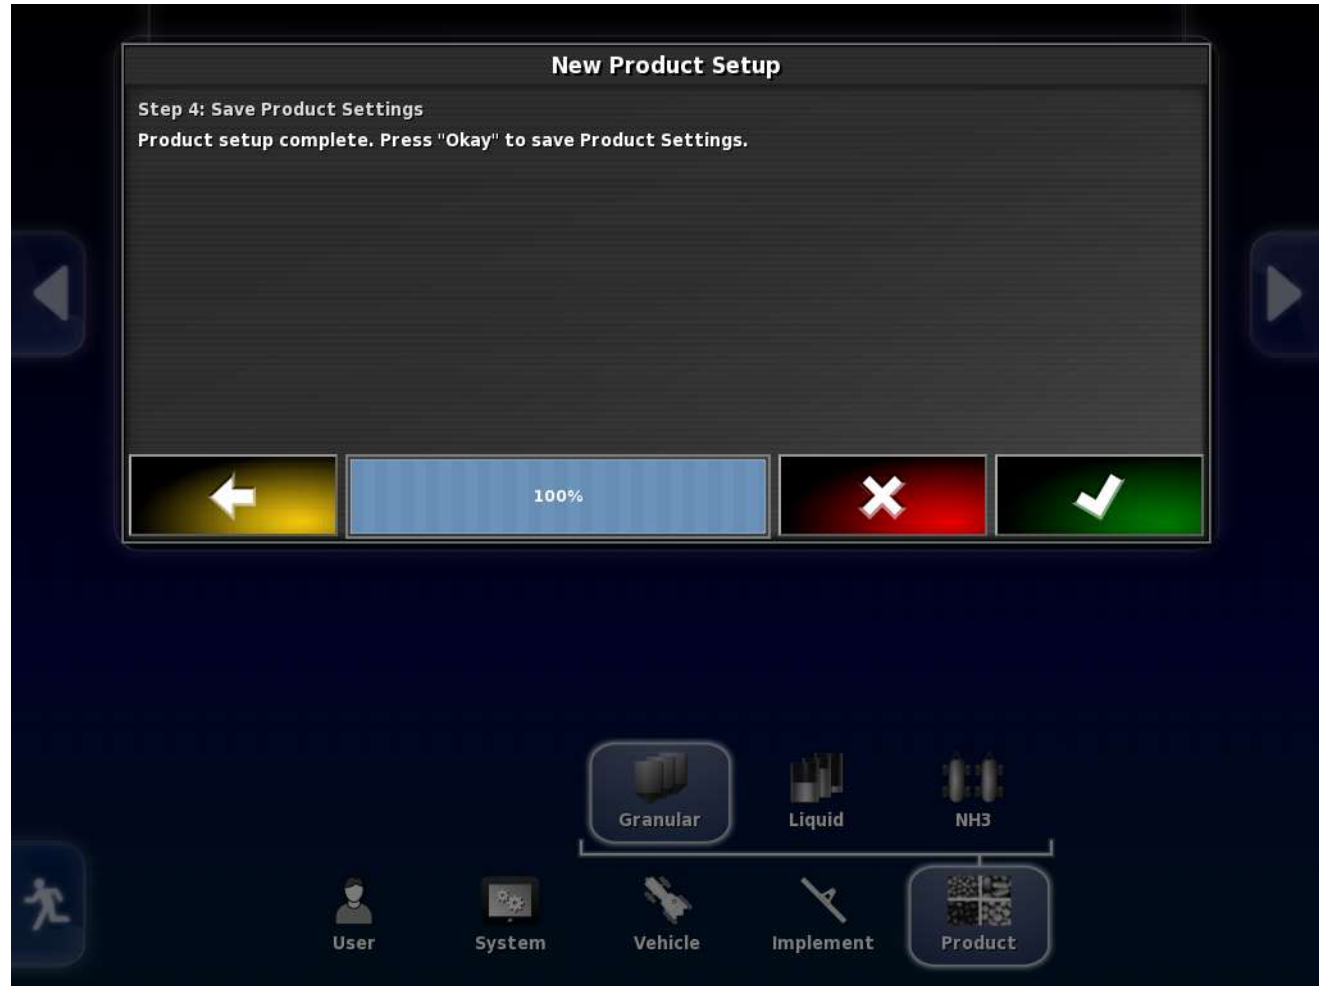 New Product Setup
Step 4: Save Product Settings
Product setup complete. Press "Okay" to save Product Settings.
100%
Granular
Liquid
NH3
User
System
Vehicle
Implement
Product